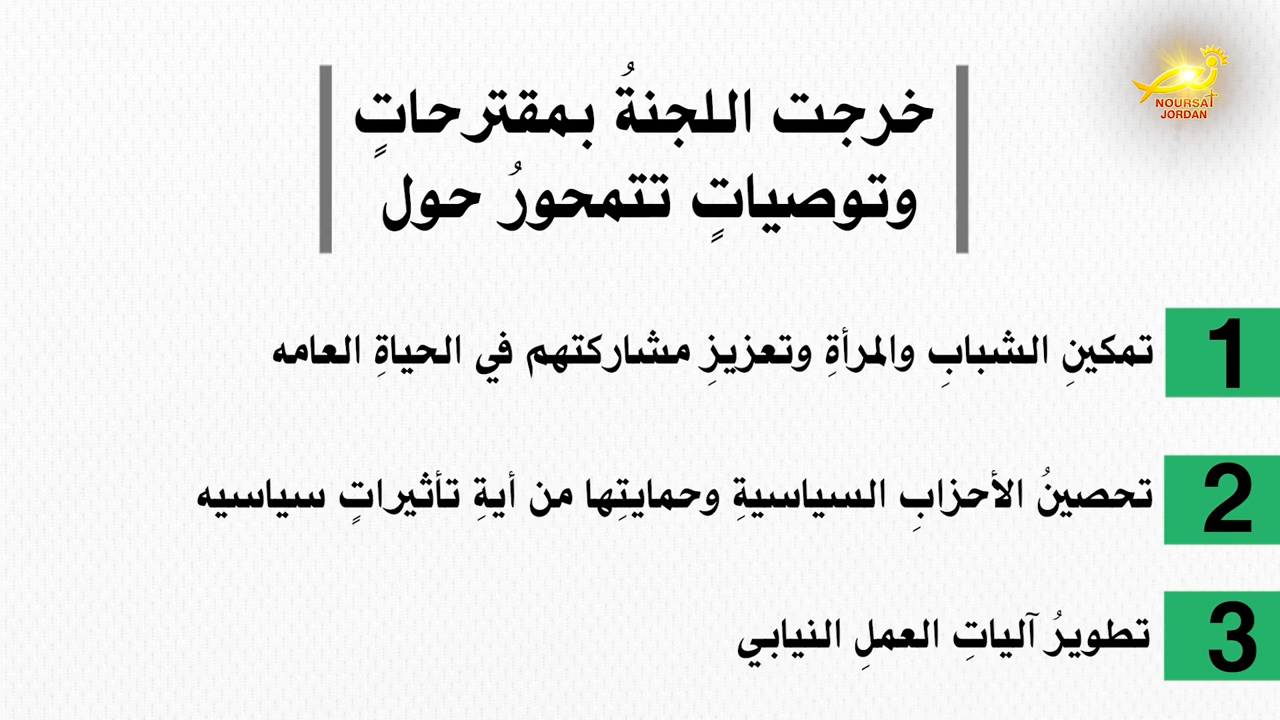 NOURSAT
JORDAN
خرجت اللجنةُ بمقترحاتٍ
وتوصياتٍ تتمحورُ حول
1 تمكينِ الشبابِ والمرأةِ وتعزيزِ مشاركتهم في الحياةِ العامه
2 تحصينُ الأحزابِ السياسيةِ وحمايتِها من أيةِ تأثيراتٍ سياسيه
3 تطويرُ آلياتِ العملِ النيابي